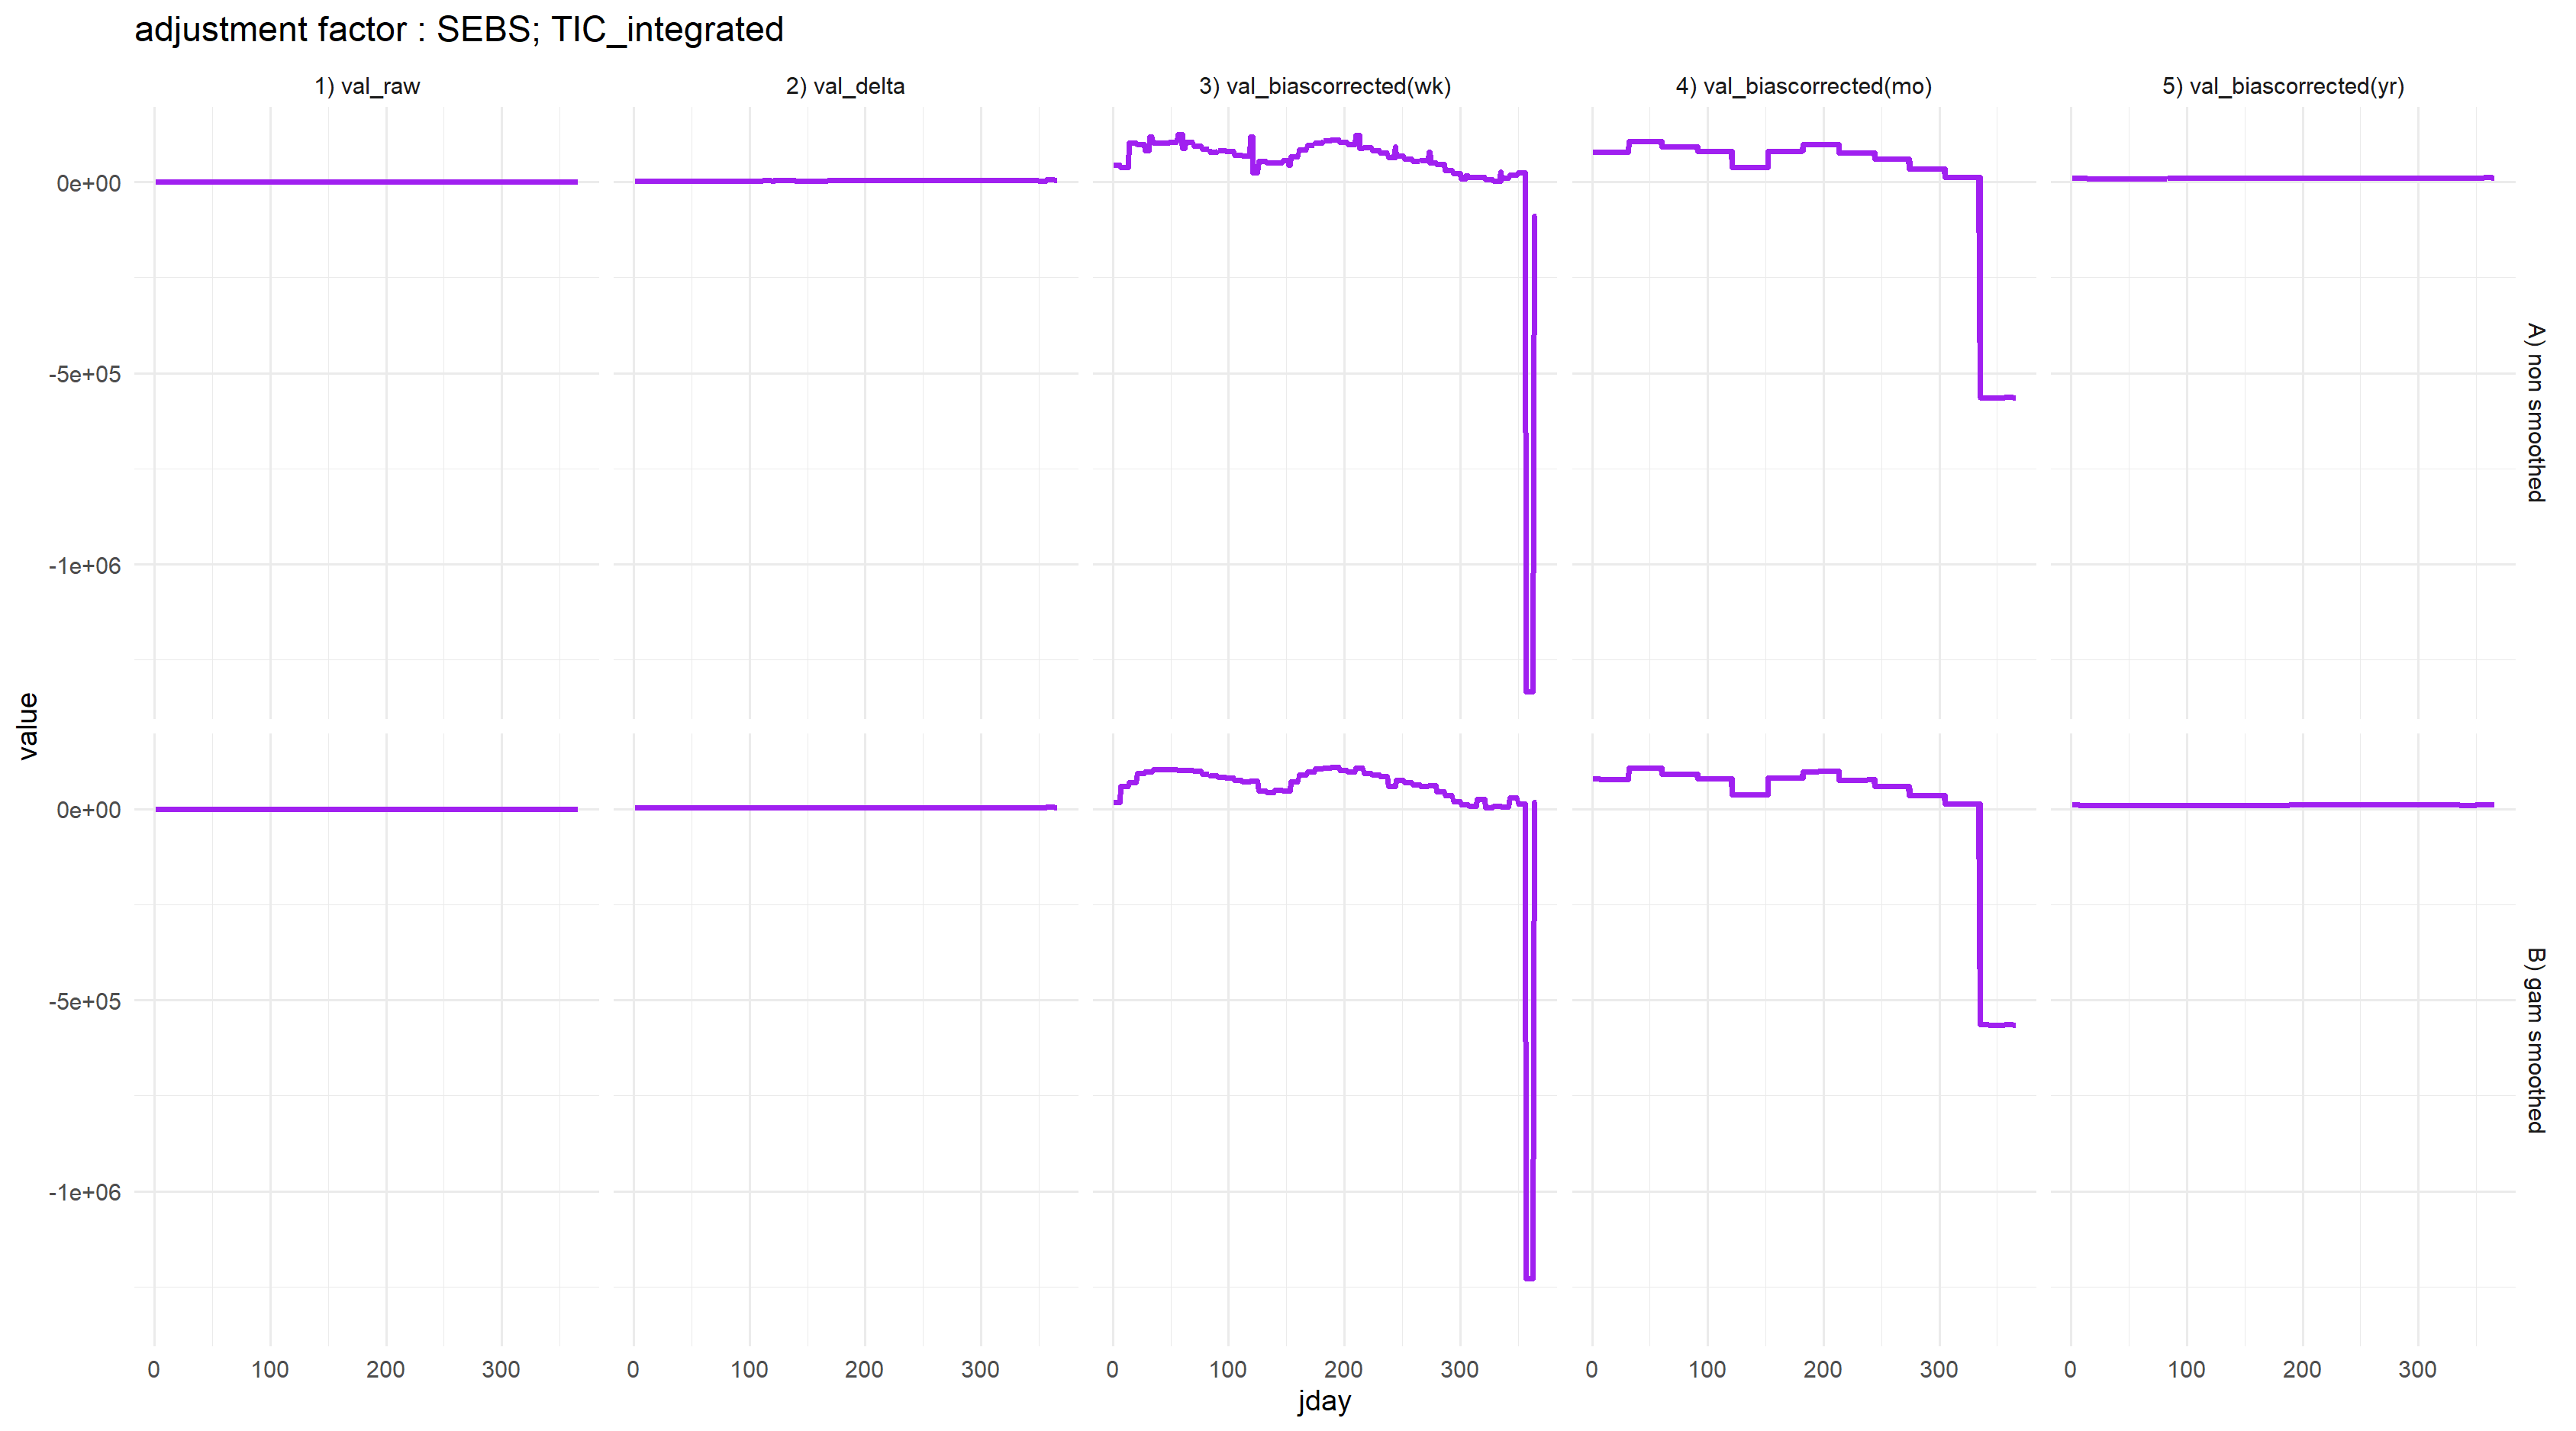 adjustment factor : SEBS; TIC_integrated
1) val_raw
2) val_delta
3) val_biascorrected(wk)
4) val_biascorrected(mo)
5) val_biascorrected(yr)
0e+00
-5e+05
-1e+06
A) non smoothed
value
0e+00
-5e+05
-1e+06
B) gam smoothed
0 100 200 300
0 100 200 300
0 100 200 300
0 100 200 300
0 100 200 300
jday